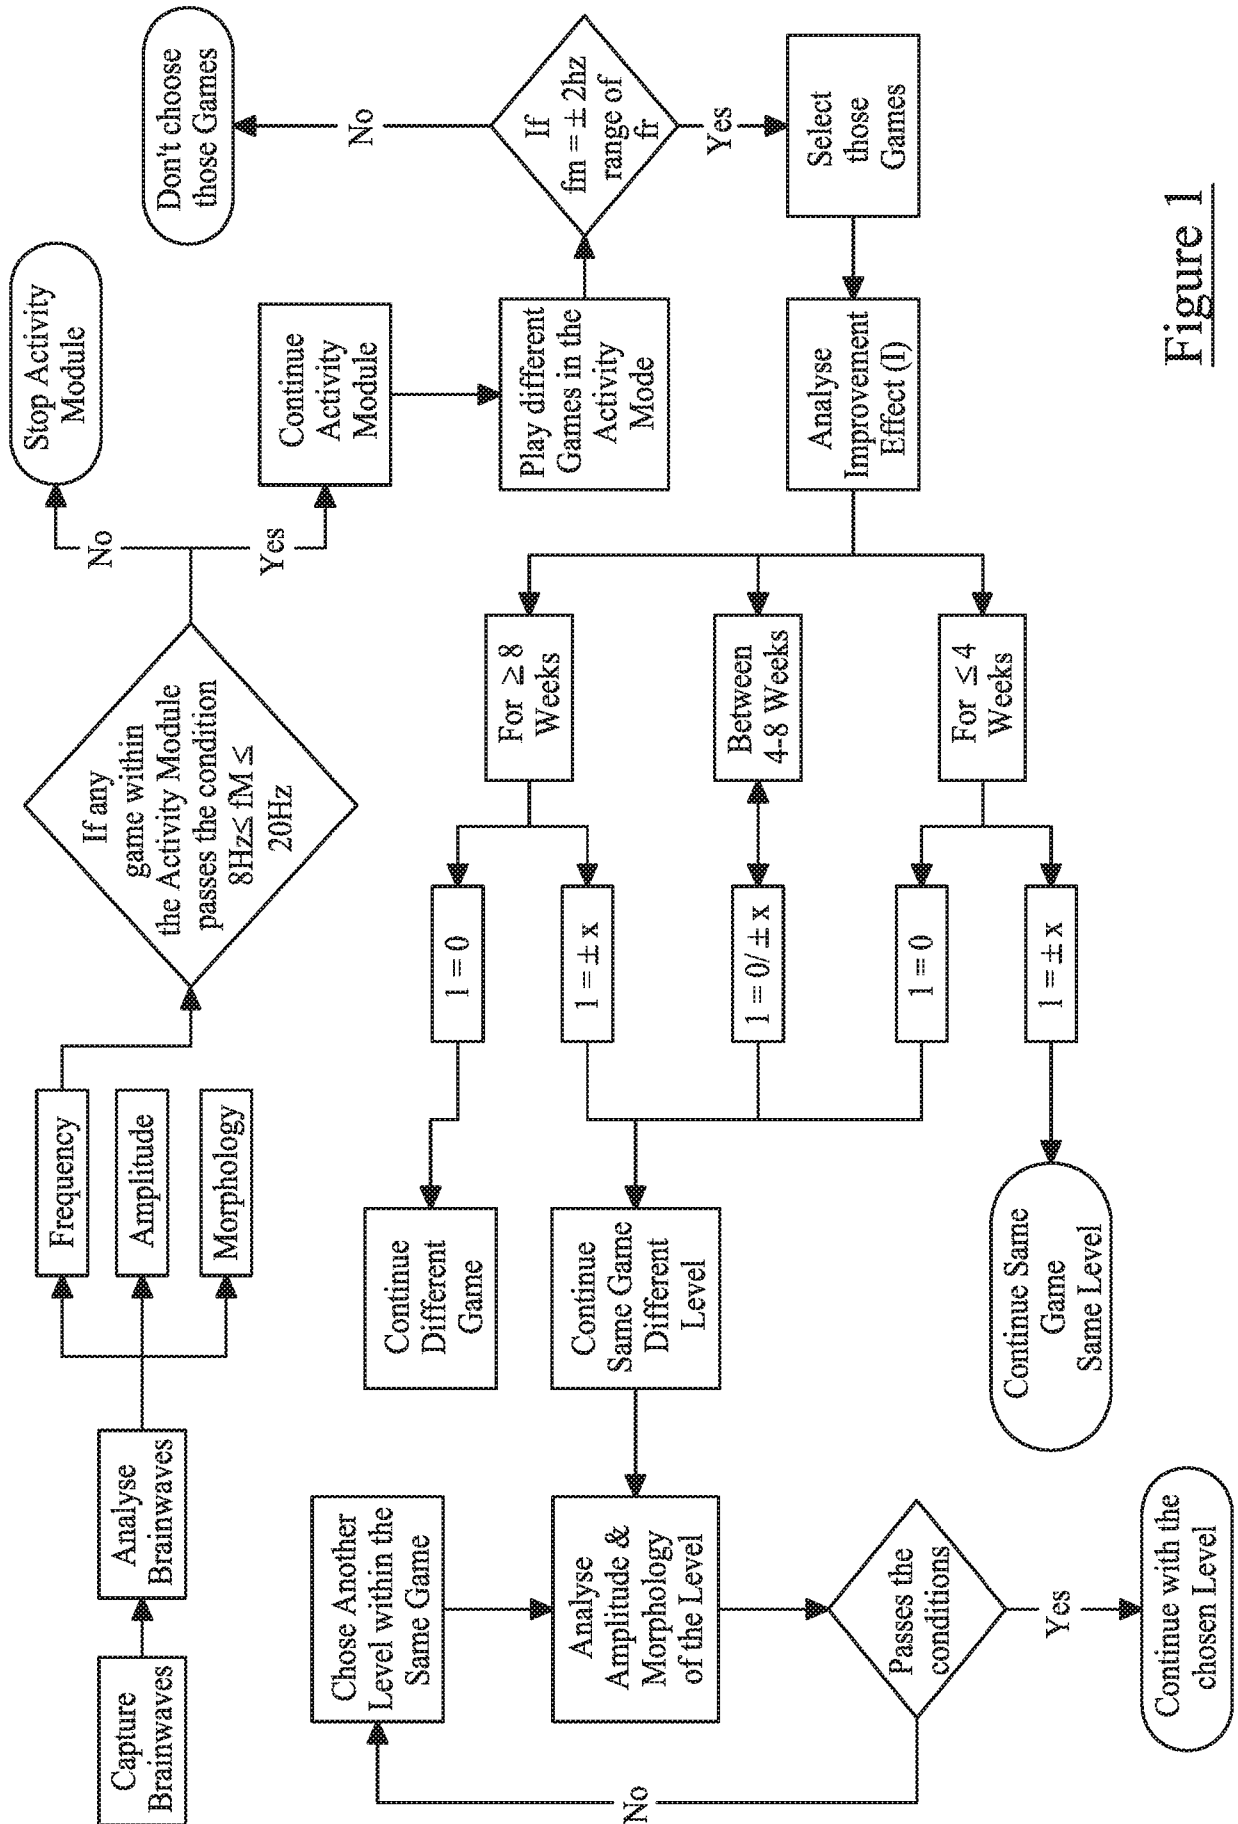 Capture
Brainwaves
Analyse
Brainwaves
Frequency
Amplitude
Morphology
If any
game within
the Activity Module
passes the condition
8Hz≤ fM ≤
20Hz
No
Stop Activity
Module
Yes
Continue
Activity
Module
Play different
Games in the
Activity
Mode
If
fm = ± 2hz
range of
fr
No
Don't choose
those Games
Yes
Select
those
Games
Analyse
Improvement
Effect (I)
For ≥ 8
Weeks
Between
4-8 Weeks
For ≤ 4
Weeks
1 = 0
1 = ± x
1 = 0/ ± x
1 = 0
1 = ± x
Continue
Different
Game
Continue
Same Game
Different
Level
Continue Same
Game
Same Level
Chose Another
Level within the
Same Game
Analyse
Amplitude &
Morphology
of the Level
Passes the
conditions
No
Yes
Continue with the
chosen Level
Figure 1